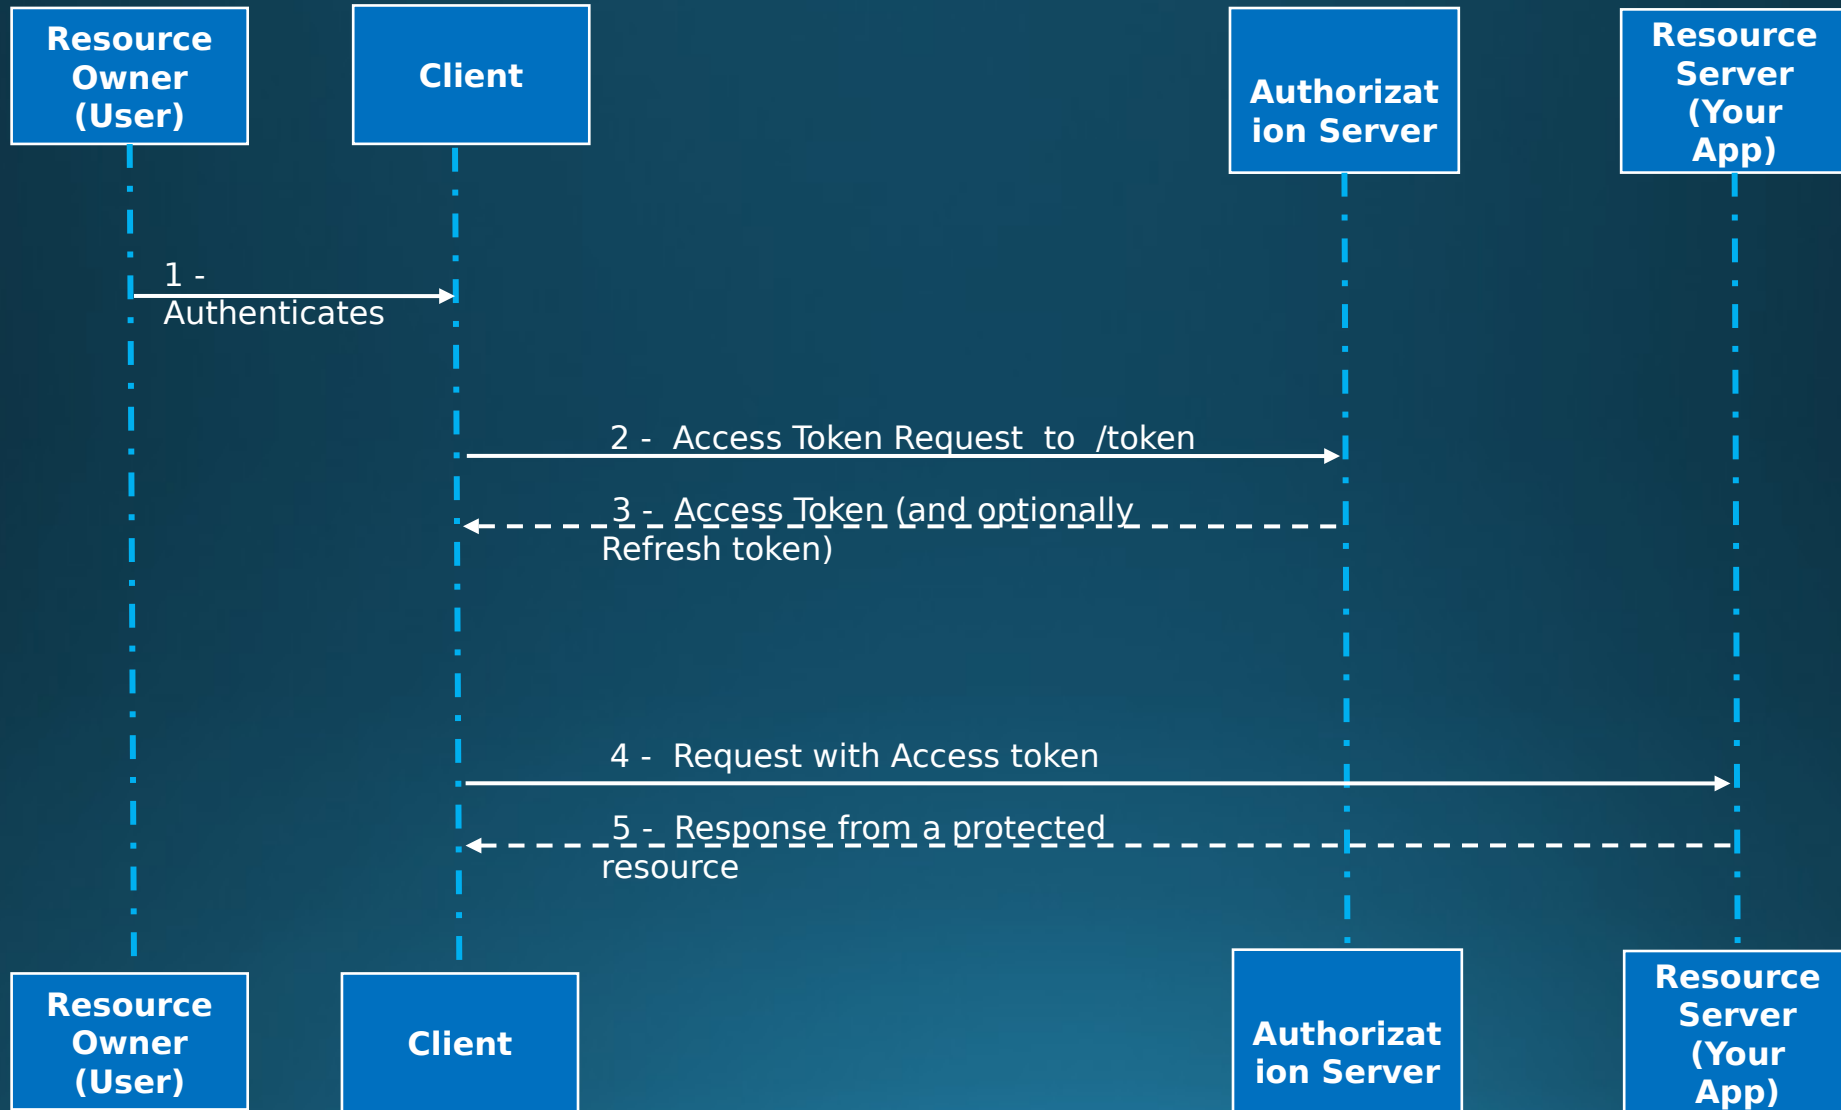 Resource
Owner
(User)
Client
Authorizat
ion Server
Resource
Server
(Your
App)
1 -
Authenticates
2 -  Access Token Request  to  /token
3 -  Access Token (and optionally
Refresh token)
4 -  Request with Access token
5 -  Response from a protected
resource
Resource
Owner
(User)
Client
Authorizat
ion Server
Resource
Server
(Your
App)